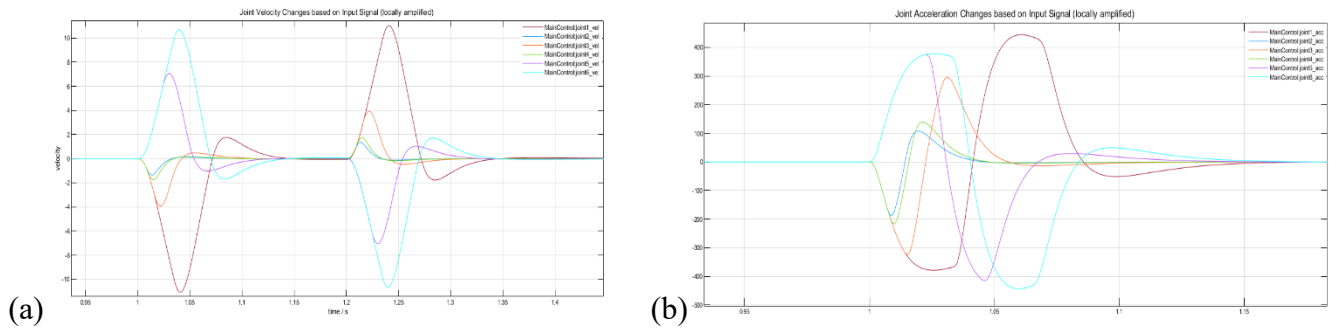 Joint Velocity Changes based on Input Signal (locally amplified)
MainControl:joint1_vel
MainControl:joint2_vel
MainControl:joint3_vel
MainControl:joint4_vel
MainControl:joint5_vel
MainControl:joint6_vel
velocity
10
8
6
4
2
0
-2
-4
-6
-8
-10
0.95
1
1.05
1.1
1.15
1.2
1.25
1.3
1.35
1.4
time / s
(a)
Joint Acceleration Changes based on Input Signal (locally amplified)
MainControl:joint1_acc
MainControl:joint2_acc
MainControl:joint3_acc
MainControl:joint4_acc
MainControl:joint5_acc
MainControl:joint6_acc
400
300
200
100
0
-100
-200
-300
-400
-500
0.95
1
1.05
1.1
1.15
(b)